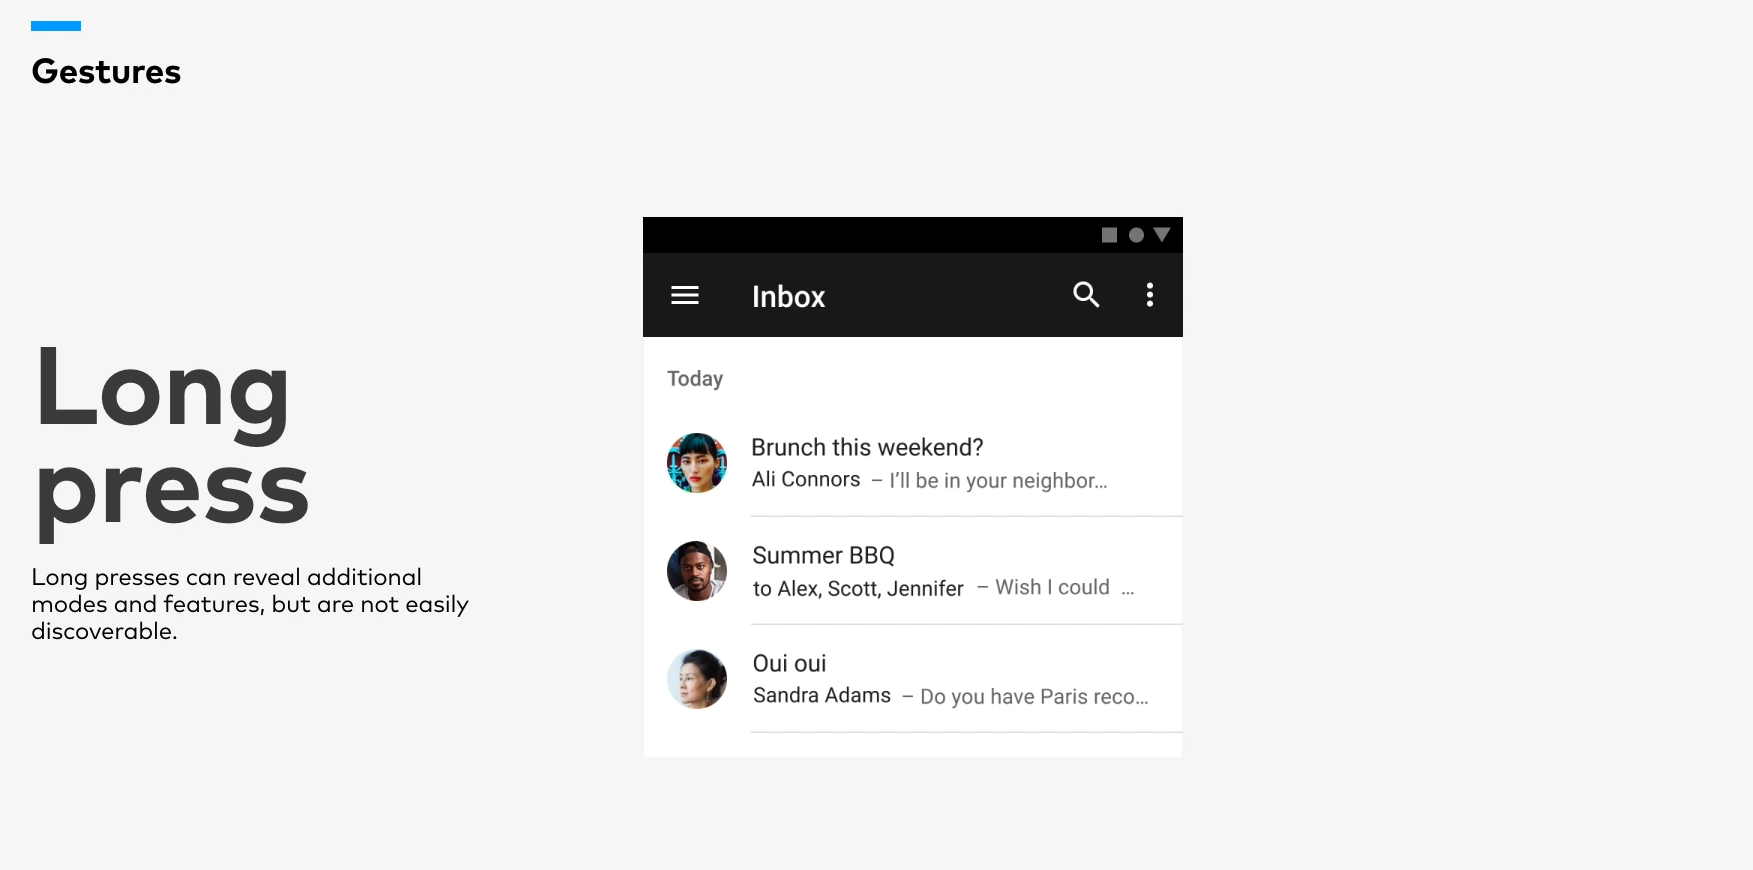 Gestures
Long
press
Long presses can reveal additional
modes and features, but are not easily
discoverable.
Inbox
Today
Brunch this weekend?
Ali Connors – I’ll be in your neighbor…
Summer BBQ
to Alex, Scott, Jennifer – Wish I could …
Oui oui
Sandra Adams – Do you have Paris reco…